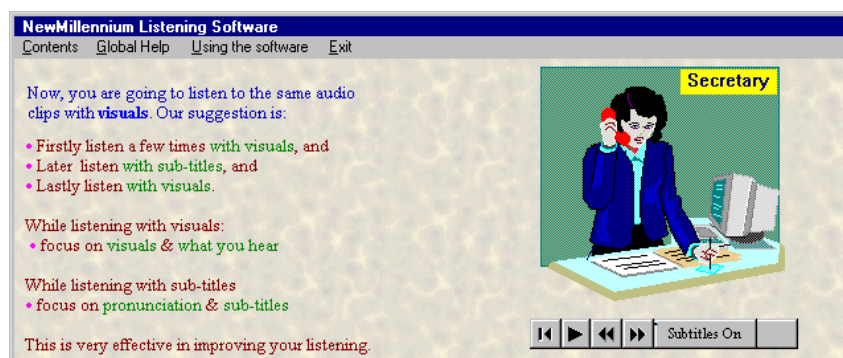 NewMillennium Listening Software
Contents Global Help Using the software Exit
Now, you are going to listen to the same audio
clips with visuals. Our suggestion is:
• Firstly listen a few times with visuals, and
• Later listen with sub-titles, and
• Lastly listen with visuals.
While listening with visuals:
• focus on visuals & what you hear
While listening with sub-titles
• focus on pronunciation & sub-titles
This is very effective in improving your listening.
Secretary
Subtitles On